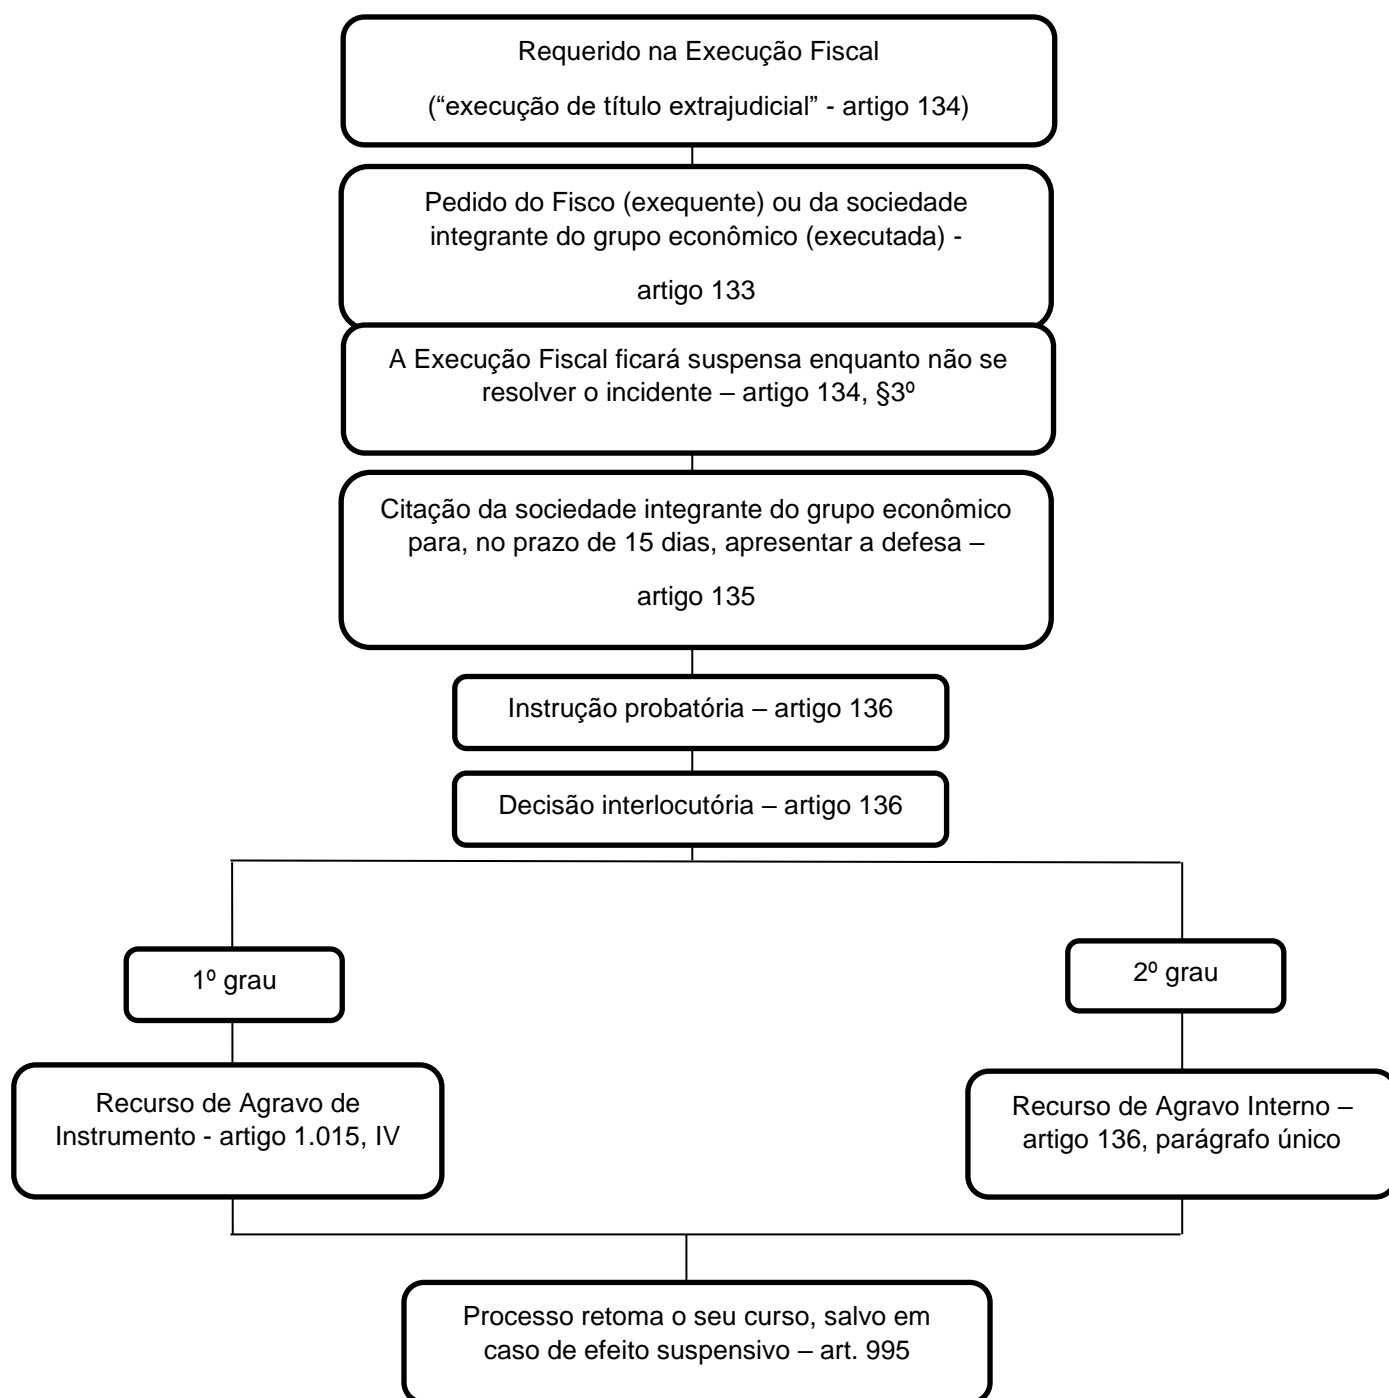 Requerido na Execução Fiscal
(“execução de título extrajudicial” - artigo 134)
Pedido do Fisco (exequente) ou da sociedade
integrante do grupo econômico (executada) -
artigo 133
A Execução Fiscal ficará suspensa enquanto não se
resolver o incidente – artigo 134, §3º
Citação da sociedade integrante do grupo econômico
para, no prazo de 15 dias, apresentar a defesa –
artigo 135
Instrução probatória – artigo 136
Decisão interlocutória – artigo 136
1º grau
2º grau
Recurso de Agravo de
Instrumento - artigo 1.015, IV
Recurso de Agravo Interno –
artigo 136, parágrafo único
Processo retoma o seu curso, salvo em
caso de efeito suspensivo – art. 995